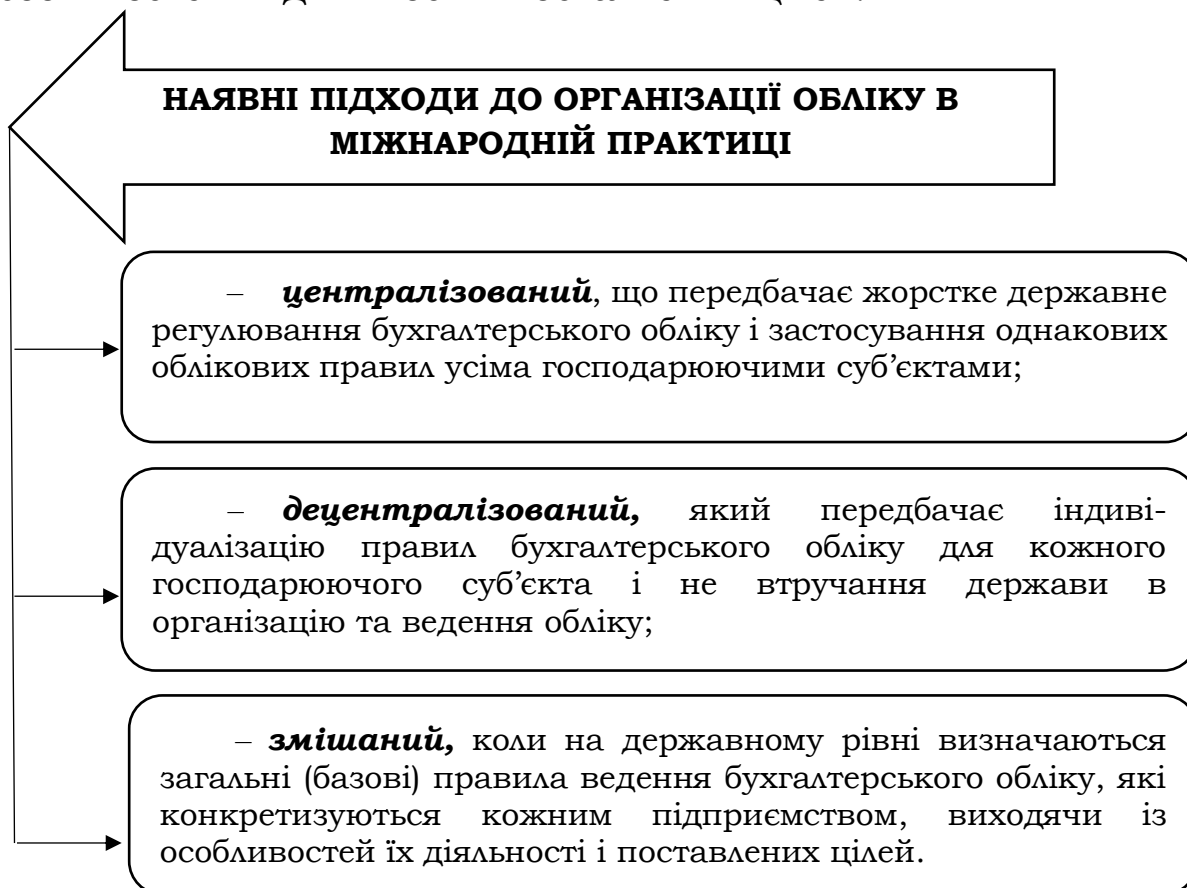 НАЯВНІ ПІДХОДИ ДО ОРГАНІЗАЦІЇ ОБЛІКУ В
МІЖНАРОДНІЙ ПРАКТИЦІ
– централізований, що передбачає жорстке державне
регулювання бухгалтерського обліку і застосування однакових
облікових правил усіма господарюючими суб’єктами;
– децентралізований, який передбачає індиві-
дуалізацію правил бухгалтерського обліку для кожного
господарюючого суб’єкта і не втручання держави в
організацію та ведення обліку;
– змішаний, коли на державному рівні визначаються
загальні (базові) правила ведення бухгалтерського обліку, які
конкретизуються кожним підприємством, виходячи із
особливостей їх діяльності і поставлених цілей.